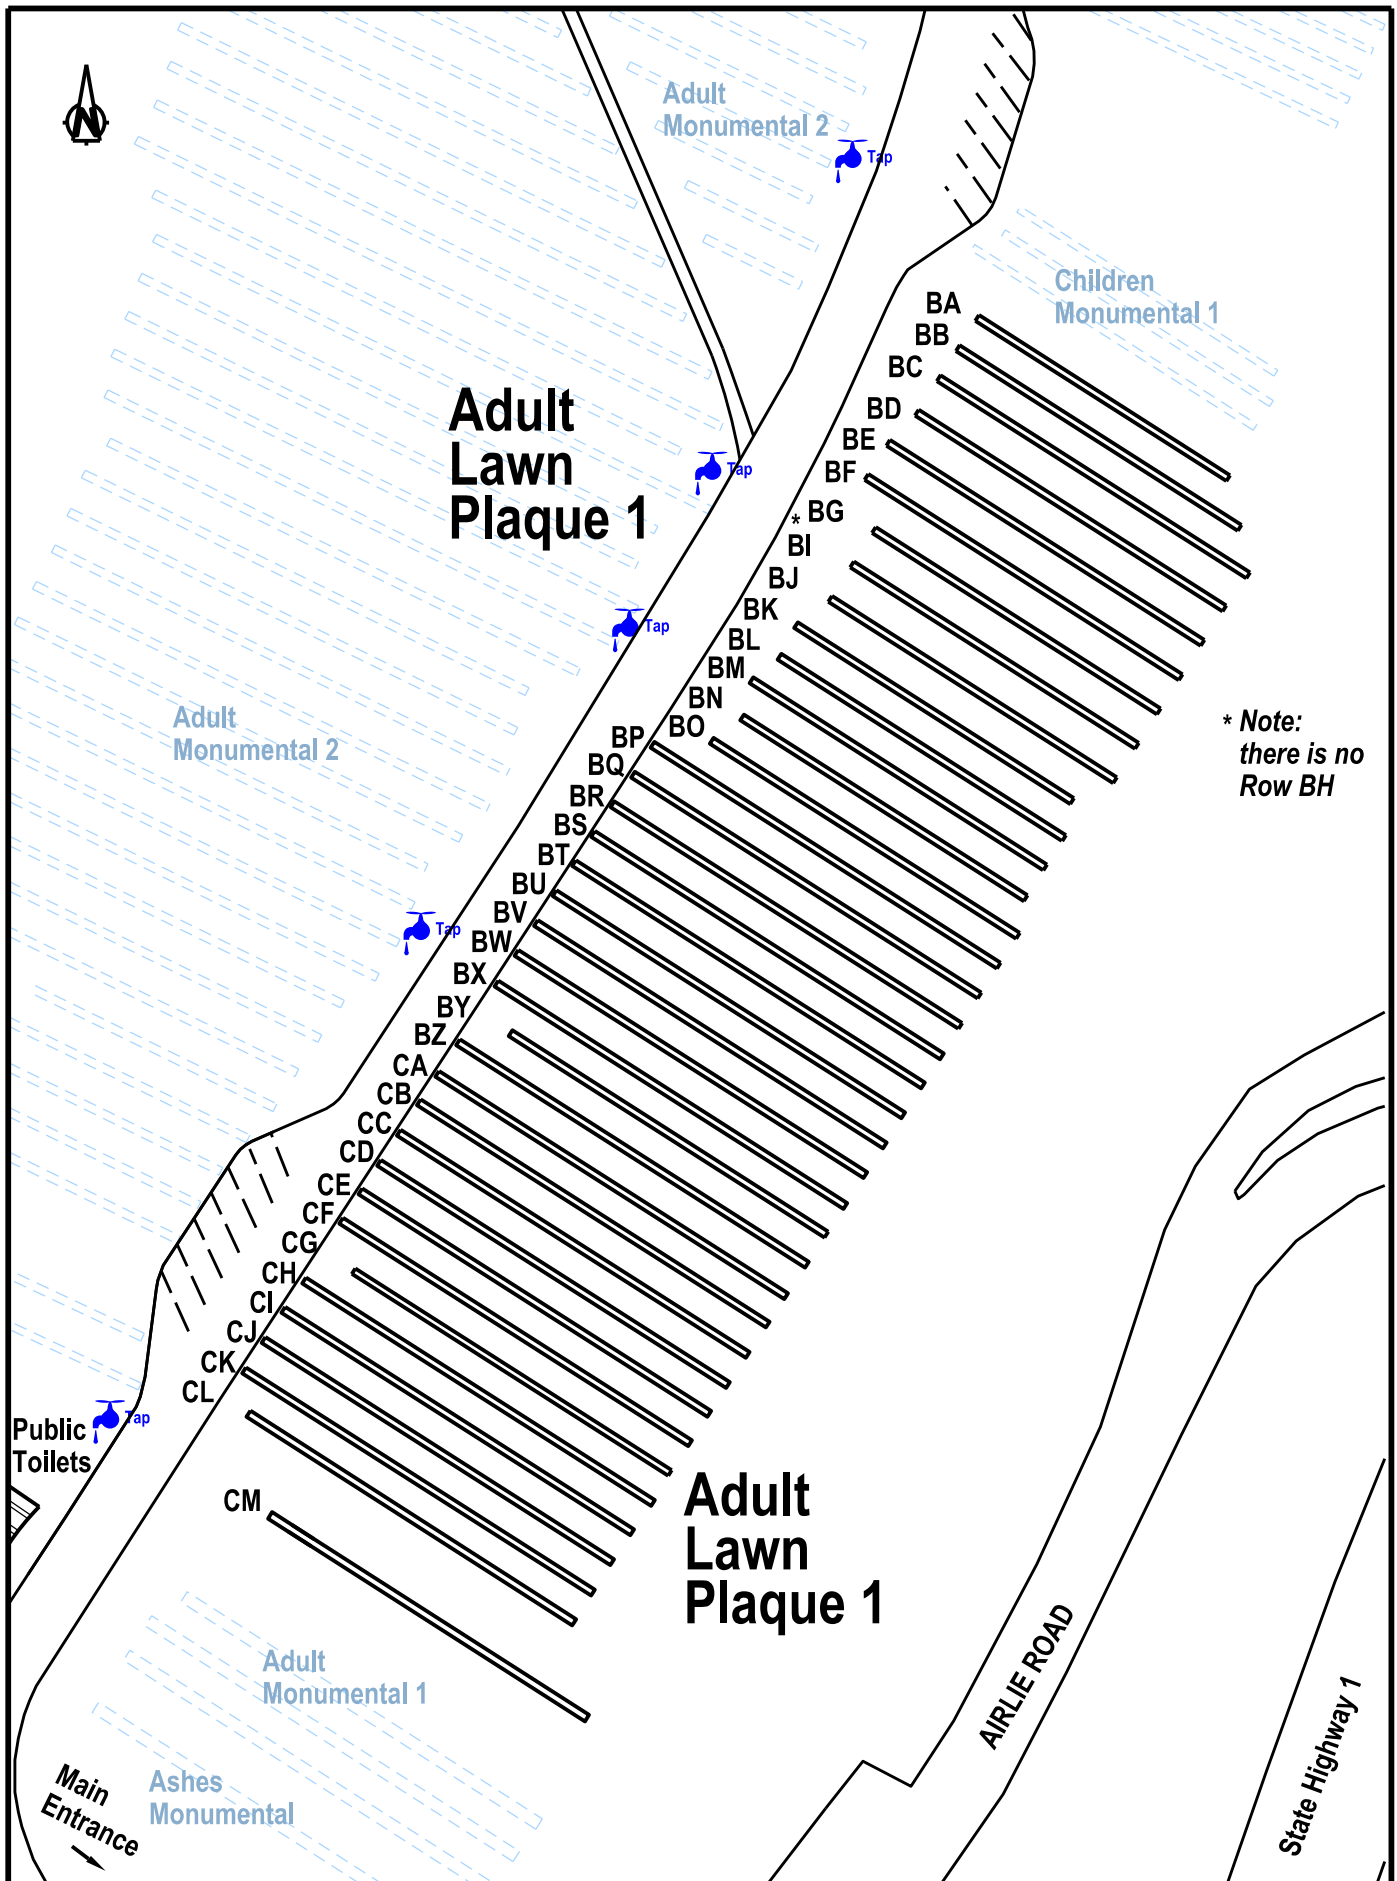 N
Adult
Monumental 2
Tap
Children
Monumental 1
BA
BB
BC
BD
BE
BF
* BG
BI
BJ
BK
BL
BM
BN
BO
BP
BQ
BR
BS
BT
BU
BV
BW
BX
BY
BZ
CA
CB
CC
CD
CE
CF
CG
CH
CI
CJ
CK
CL
CM
Adult
Lawn
Plaque 1
Tap
Tap
Adult
Monumental 2
* Note:
there is no
Row BH
Tap
Public
Toilets
Tap
Adult
Lawn
Plaque 1
Adult
Monumental 1
Ashes
Monumental
Main
Entrance
AIRLIE ROAD
State Highway 1